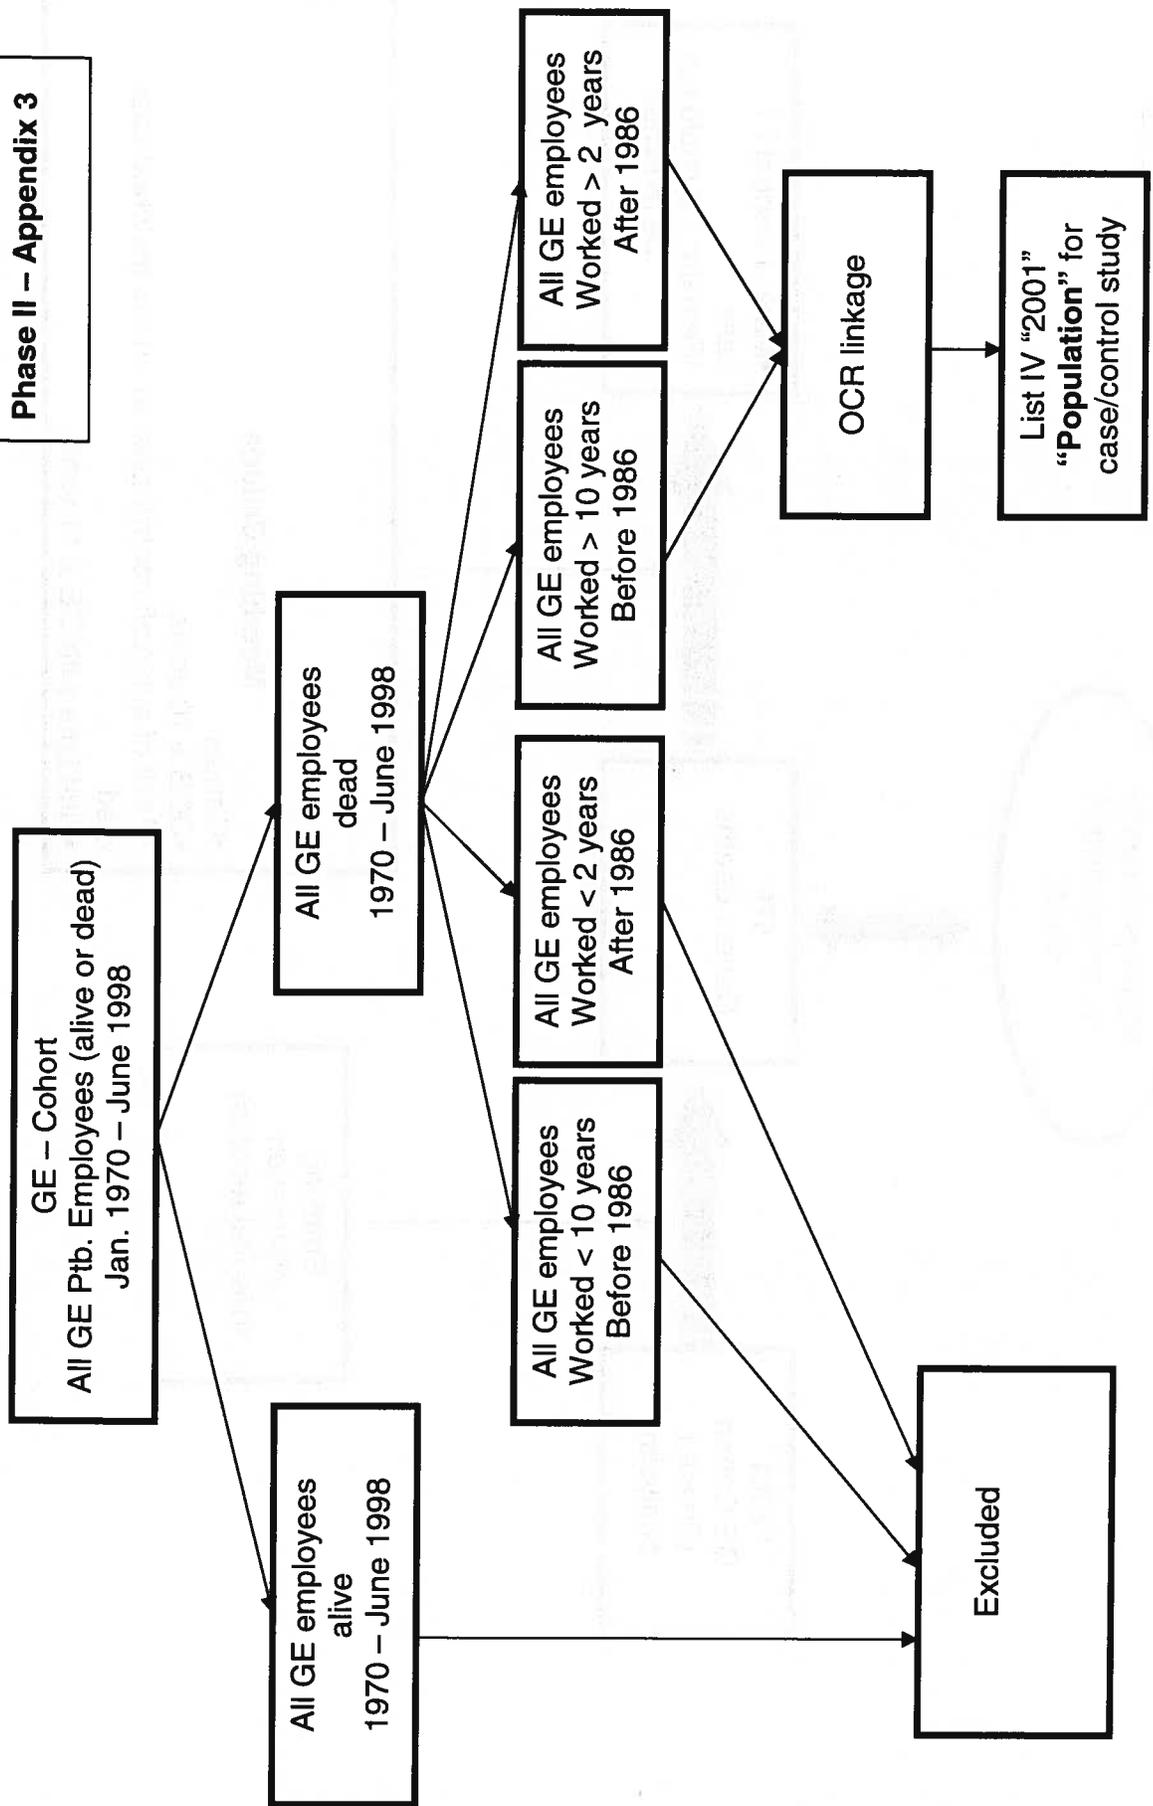 Phase II – Appendix 3
GE – Cohort
All GE Ptb. Employees (alive or dead)
Jan. 1970 – June 1998
All GE employees
alive
1970 – June 1998
All GE employees
dead
1970 – June 1998
All GE employees
Worked < 10 years
Before 1986
All GE employees
Worked < 2 years
After 1986
All GE employees
Worked > 10 years
Before 1986
All GE employees
Worked > 2 years
After 1986
Excluded
OCR linkage
List IV “2001”
“Population” for
case/control study